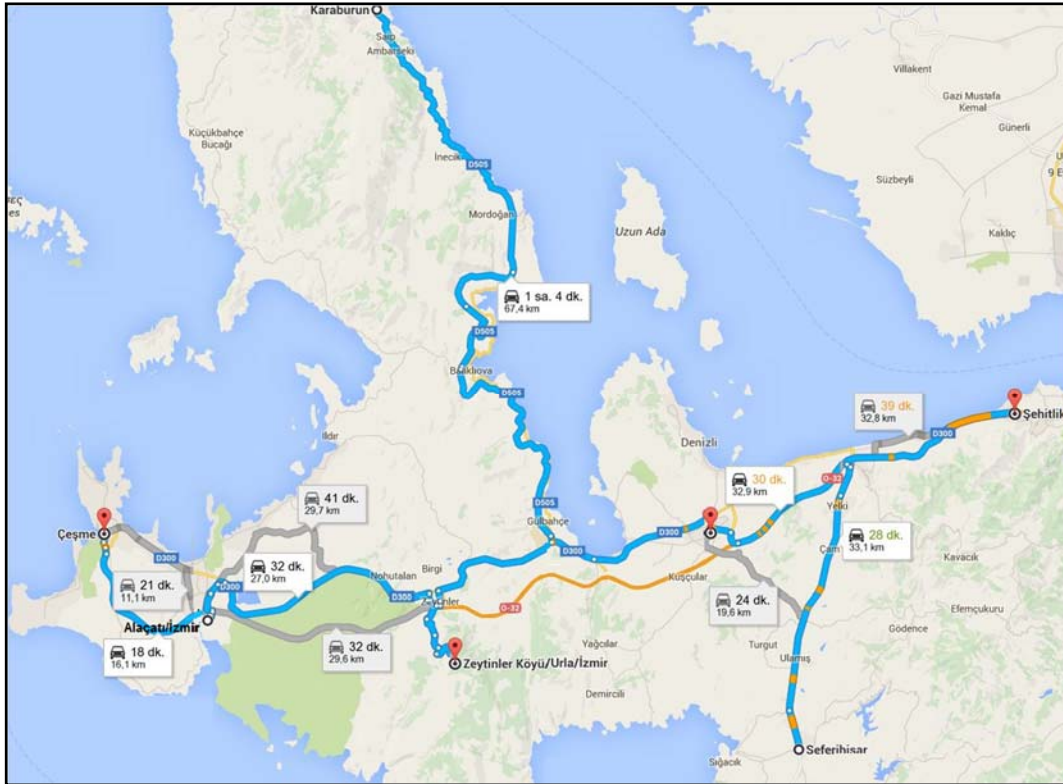 Karaburun
Saip
Ambarseki
Villakent
Gazi Mustafa
Kemal
Günerli
Küçükbahçe
Bucağı
İnecik
D505
Süzbeyli
Mordoğan
Uzun Ada
Kaklıç
1 sa. 4 dk.
67,4 km
D505
Balıklıova
D505
39 dk.
32,8 km
Şehitlik
D300
Ildır
Denizli
30 dk.
32,9 km
O-32
Yelki
41 dk.
29,7 km
D505
Gülbahçe
Çeşme
D300
D300
D300
28 dk.
33,1 km
Çam
Kavacık
32 dk.
27,0 km
Nohutalan
Birgi
Kuşçular
21 dk.
11,1 km
D300
D300
Zeytinler
O-32
24 dk.
19,6 km
Efemçukuru
Alaçatı/İzmir
Gödence
18 dk.
16,1 km
32 dk.
29,6 km
Zeytinler Köyü/Urla/İzmir
Yağcılar
Turgut
Ulamış
Demircili
Seferihisar
Sığacık